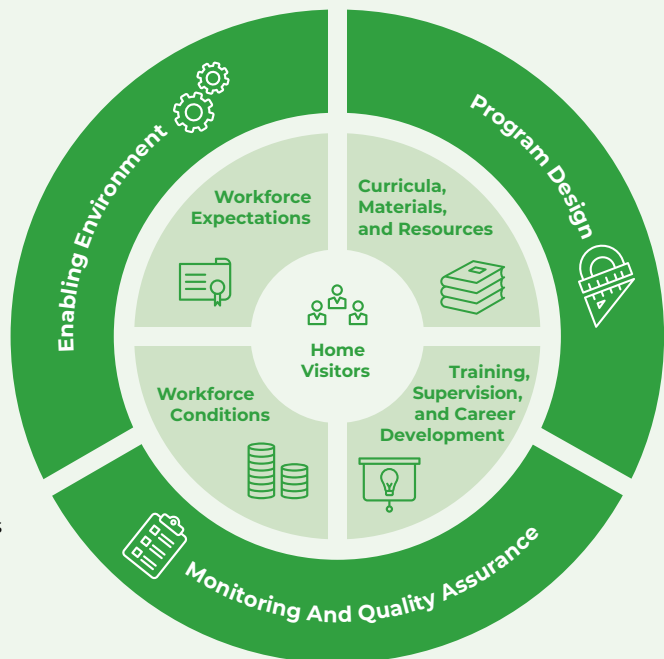 Enabling Environment
Program Design
Workforce
Expectations
Curricula,
Materials,
and Resources
Home
Visitors
Workforce
Conditions
Training,
Supervision,
and Career
Development
s
Monitoring And Quality Assurance